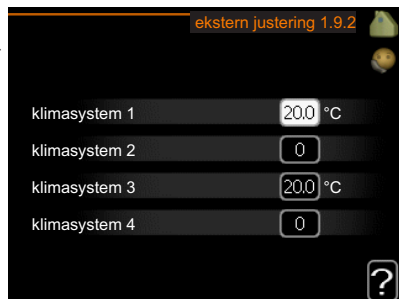 ekstern justering 1.9.2
klimasystem 1 20.0 °C
klimasystem 2 0
klimasystem 3 20.0 °C
klimasystem 4 0
?